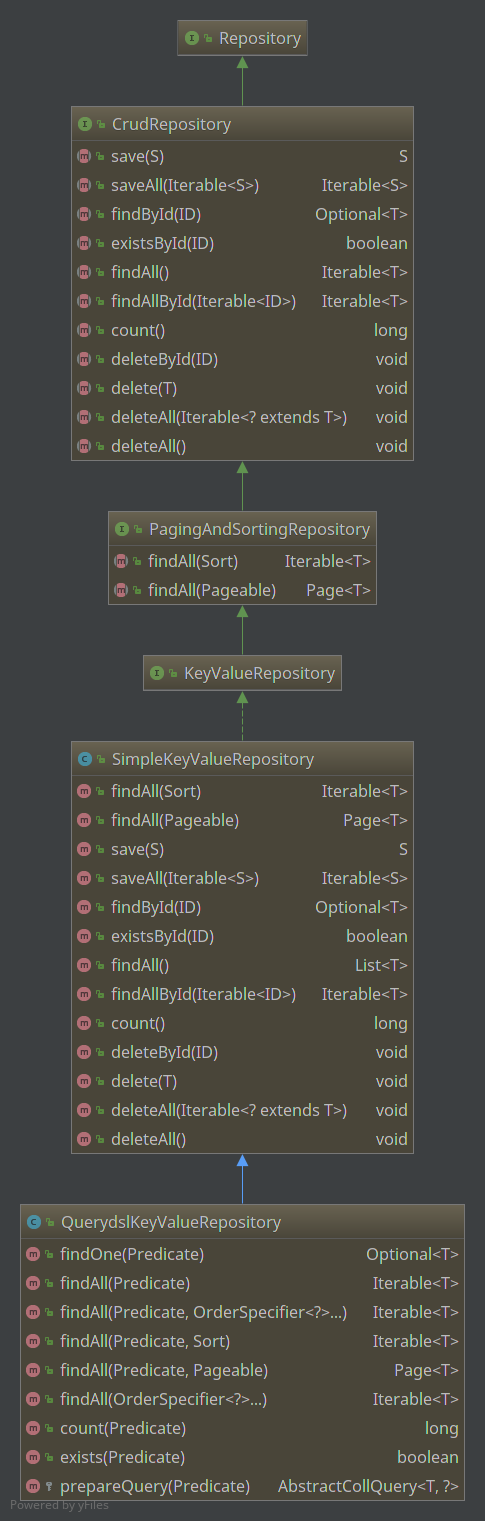 Repository
CrudRepository
save(S) S
saveAll(Iterable<S>) Iterable<S>
findById(ID) Optional<T>
existsById(ID) boolean
findAll() Iterable<T>
findAllById(Iterable<ID>) Iterable<T>
count() long
deleteById(ID) void
delete(T) void
deleteAll(Iterable<? extends T>) void
deleteAll() void
PagingAndSortingRepository
findAll(Sort) Iterable<T>
findAll(Pageable) Page<T>
KeyValueRepository
SimpleKeyValueRepository
findAll(Sort) Iterable<T>
findAll(Pageable) Page<T>
save(S) S
saveAll(Iterable<S>) Iterable<S>
findById(ID) Optional<T>
existsById(ID) boolean
findAll() List<T>
findAllById(Iterable<ID>) Iterable<T>
count() long
deleteById(ID) void
delete(T) void
deleteAll(Iterable<? extends T>) void
deleteAll() void
QuerydslKeyValueRepository
findOne(Predicate) Optional<T>
findAll(Predicate) Iterable<T>
findAll(Predicate, OrderSpecifier<?>...) Iterable<T>
findAll(Predicate, Sort) Iterable<T>
findAll(Predicate, Pageable) Page<T>
findAll(OrderSpecifier<?>...) Iterable<T>
count(Predicate) long
exists(Predicate) boolean
prepareQuery(Predicate) AbstractCollQuery<T, ?>
Powered by yFiles